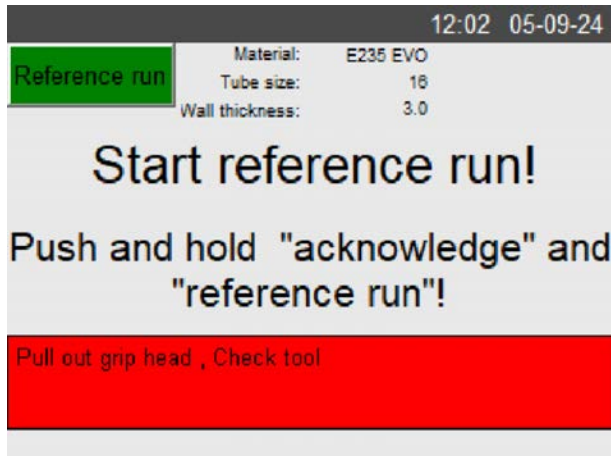 12:02 05-09-24
Reference run
Material: E235 EVO
Tube size: 16
Wall thickness: 3.0
Start reference run!
Push and hold "acknowledge" and
"reference run"!
Pull out grip head , Check tool